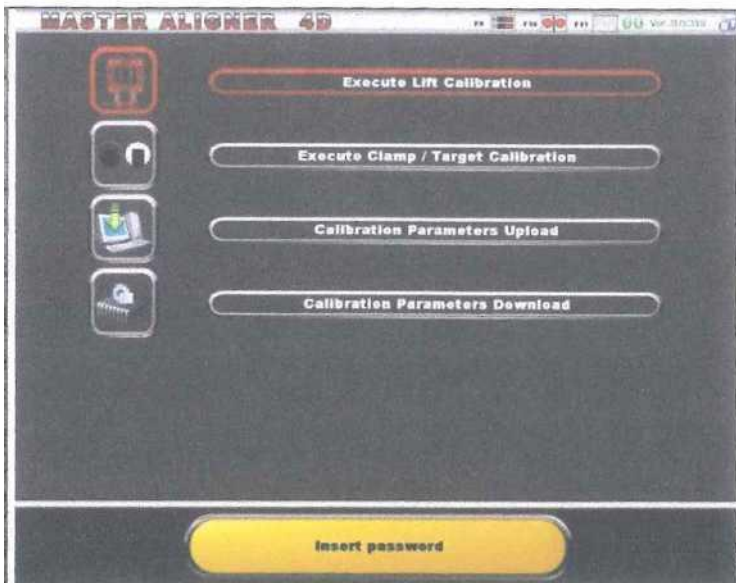 MASTER ALIGNER 4D
Execute Lift Calibration
Execute Clamp / Target Calibration
Calibration Parameters Upload
Calibration Parameters Download
Insert password